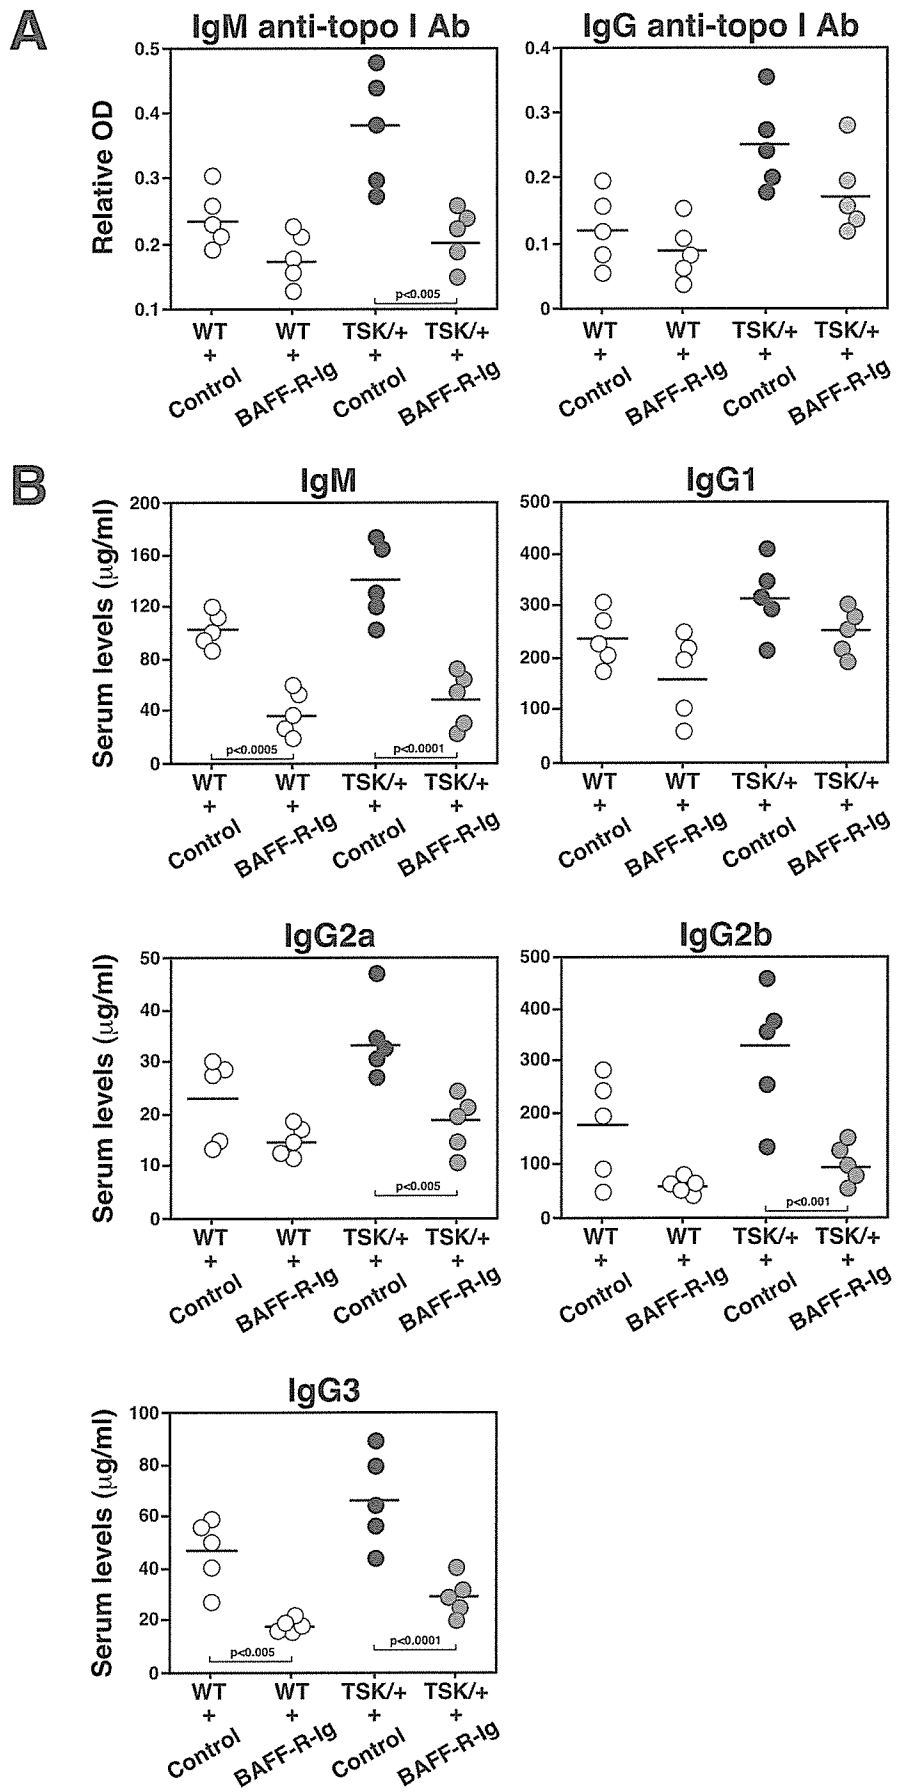 A
IgM anti-topo I Ab
Relative OD
0.5
0.4
0.3
0.2
0.1
p<0.005
WT + Control
WT + BAFF-R-Ig
TSK/+ + Control
TSK/+ + BAFF-R-Ig
IgG anti-topo I Ab
0.4
0.3
0.2
0.1
0
WT + Control
WT + BAFF-R-Ig
TSK/+ + Control
TSK/+ + BAFF-R-Ig
B
IgM
Serum levels (μg/ml)
200
160
120
80
40
0
p<0.0005
p<0.0001
WT + Control
WT + BAFF-R-Ig
TSK/+ + Control
TSK/+ + BAFF-R-Ig
IgG1
500
400
300
200
100
0
WT + Control
WT + BAFF-R-Ig
TSK/+ + Control
TSK/+ + BAFF-R-Ig
IgG2a
Serum levels (μg/ml)
50
40
30
20
10
0
p<0.005
WT + Control
WT + BAFF-R-Ig
TSK/+ + Control
TSK/+ + BAFF-R-Ig
IgG2b
500
400
300
200
100
0
p<0.001
WT + Control
WT + BAFF-R-Ig
TSK/+ + Control
TSK/+ + BAFF-R-Ig
IgG3
Serum levels (μg/ml)
100
80
60
40
20
0
p<0.005
p<0.0001
WT + Control
WT + BAFF-R-Ig
TSK/+ + Control
TSK/+ + BAFF-R-Ig